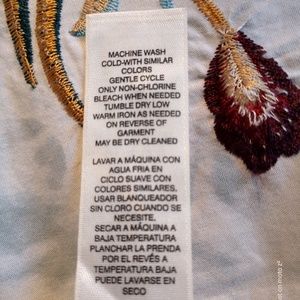 MACHINE WASH
COLD-WITH SIMILAR
COLORS
GENTLE CYCLE
ONLY NON-CHLORINE
BLEACH WHEN NEEDED
TUMBLE DRY LOW
WARM IRON AS NEEDED
ON REVERSE OF
GARMENT
MAY BE DRY CLEANED
LAVAR A MÁQUINA CON
AGUA FRIA EN
CICLO SUAVE CON
COLORES SIMILARES,
USAR BLANQUEADOR
SIN CLORO CUANDO SE
NECESITE,
SECAR A MÁQUINA A
BAJA TEMPERATURA
PLANCHAR LA PRENDA
POR EL REVÉS A
TEMPERATURA BAJA
PUEDE LAVARSE EN
SECO